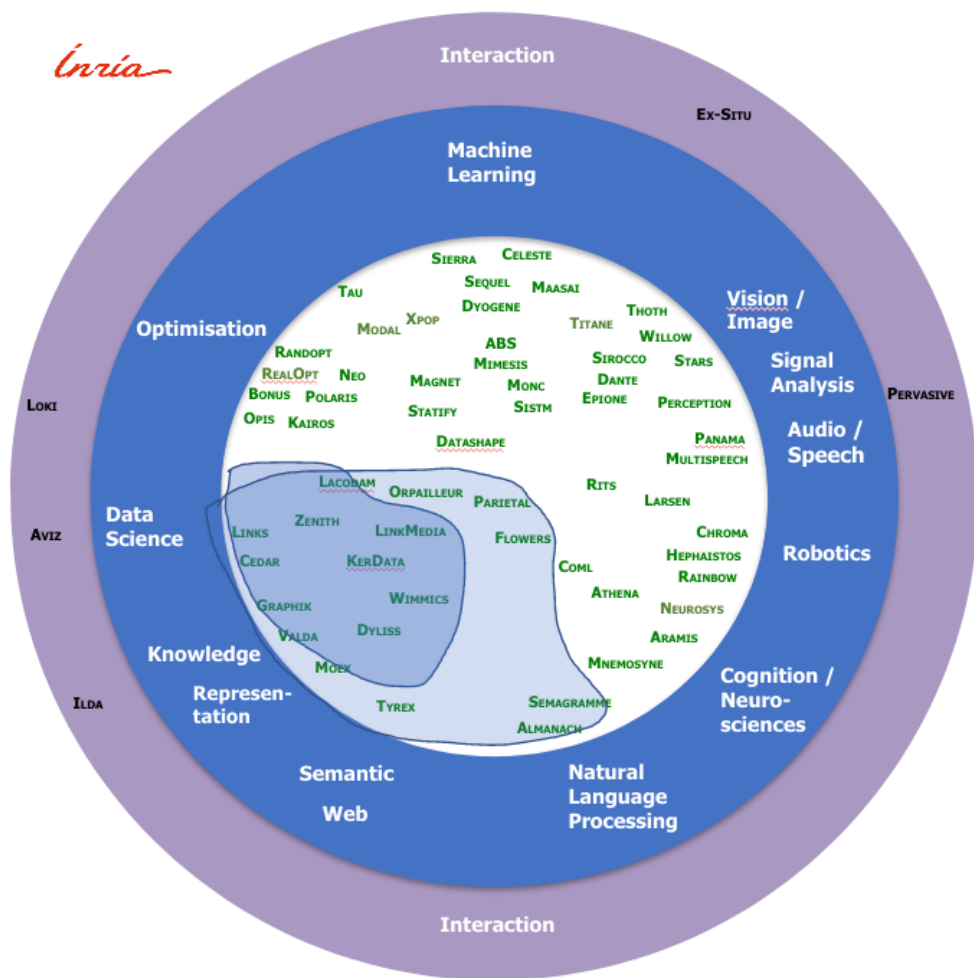 Inria
Interaction
Ex-Situ
Machine
Learning
Sierra
Celeste
Sequel
Maasai
Tau
Dyogene
Thoth
Vision /
Image
Optimisation
Modal
Xpop
Titane
Willow
ABS
Randopt
Mimesis
Sirocco
Stars
Signal
Analysis
RealOpt
Neo
Magnet
Monc
Dante
Pervasive
Bonus
Polaris
Epione
Perception
Loki
Opis
Kairos
Statify
Sistm
Audio /
Speech
Datashape
Panama
Multispeech
Lacodam
Orpailleur
Parietal
Rits
Larsen
Data
Science
Aviz
Links
Zenith
LinkMedia
Flowers
Chroma
Robotics
Cedar
KerData
Coml
Hephaistos
Rainbow
Graphik
Wimmics
Athena
Neurosys
Valda
Dyliss
Aramis
Knowledge
Represen-
tation
Moex
Mnemosyne
Cognition /
Neuro-
sciences
Ilda
Tyrex
Semagramme
Almanach
Semantic
Web
Natural
Language
Processing
Interaction